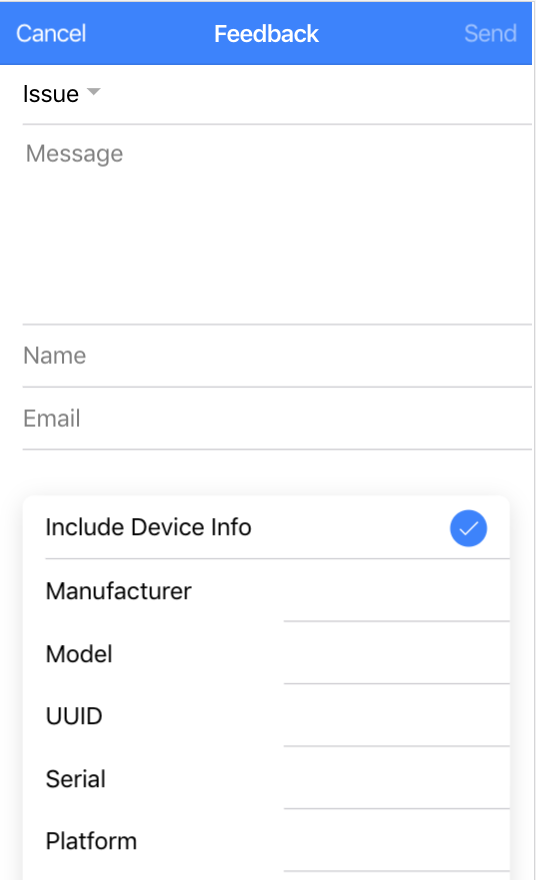 Cancel Feedback Send
Issue
Message
Name
Email
Include Device Info
Manufacturer
Model
UUID
Serial
Platform